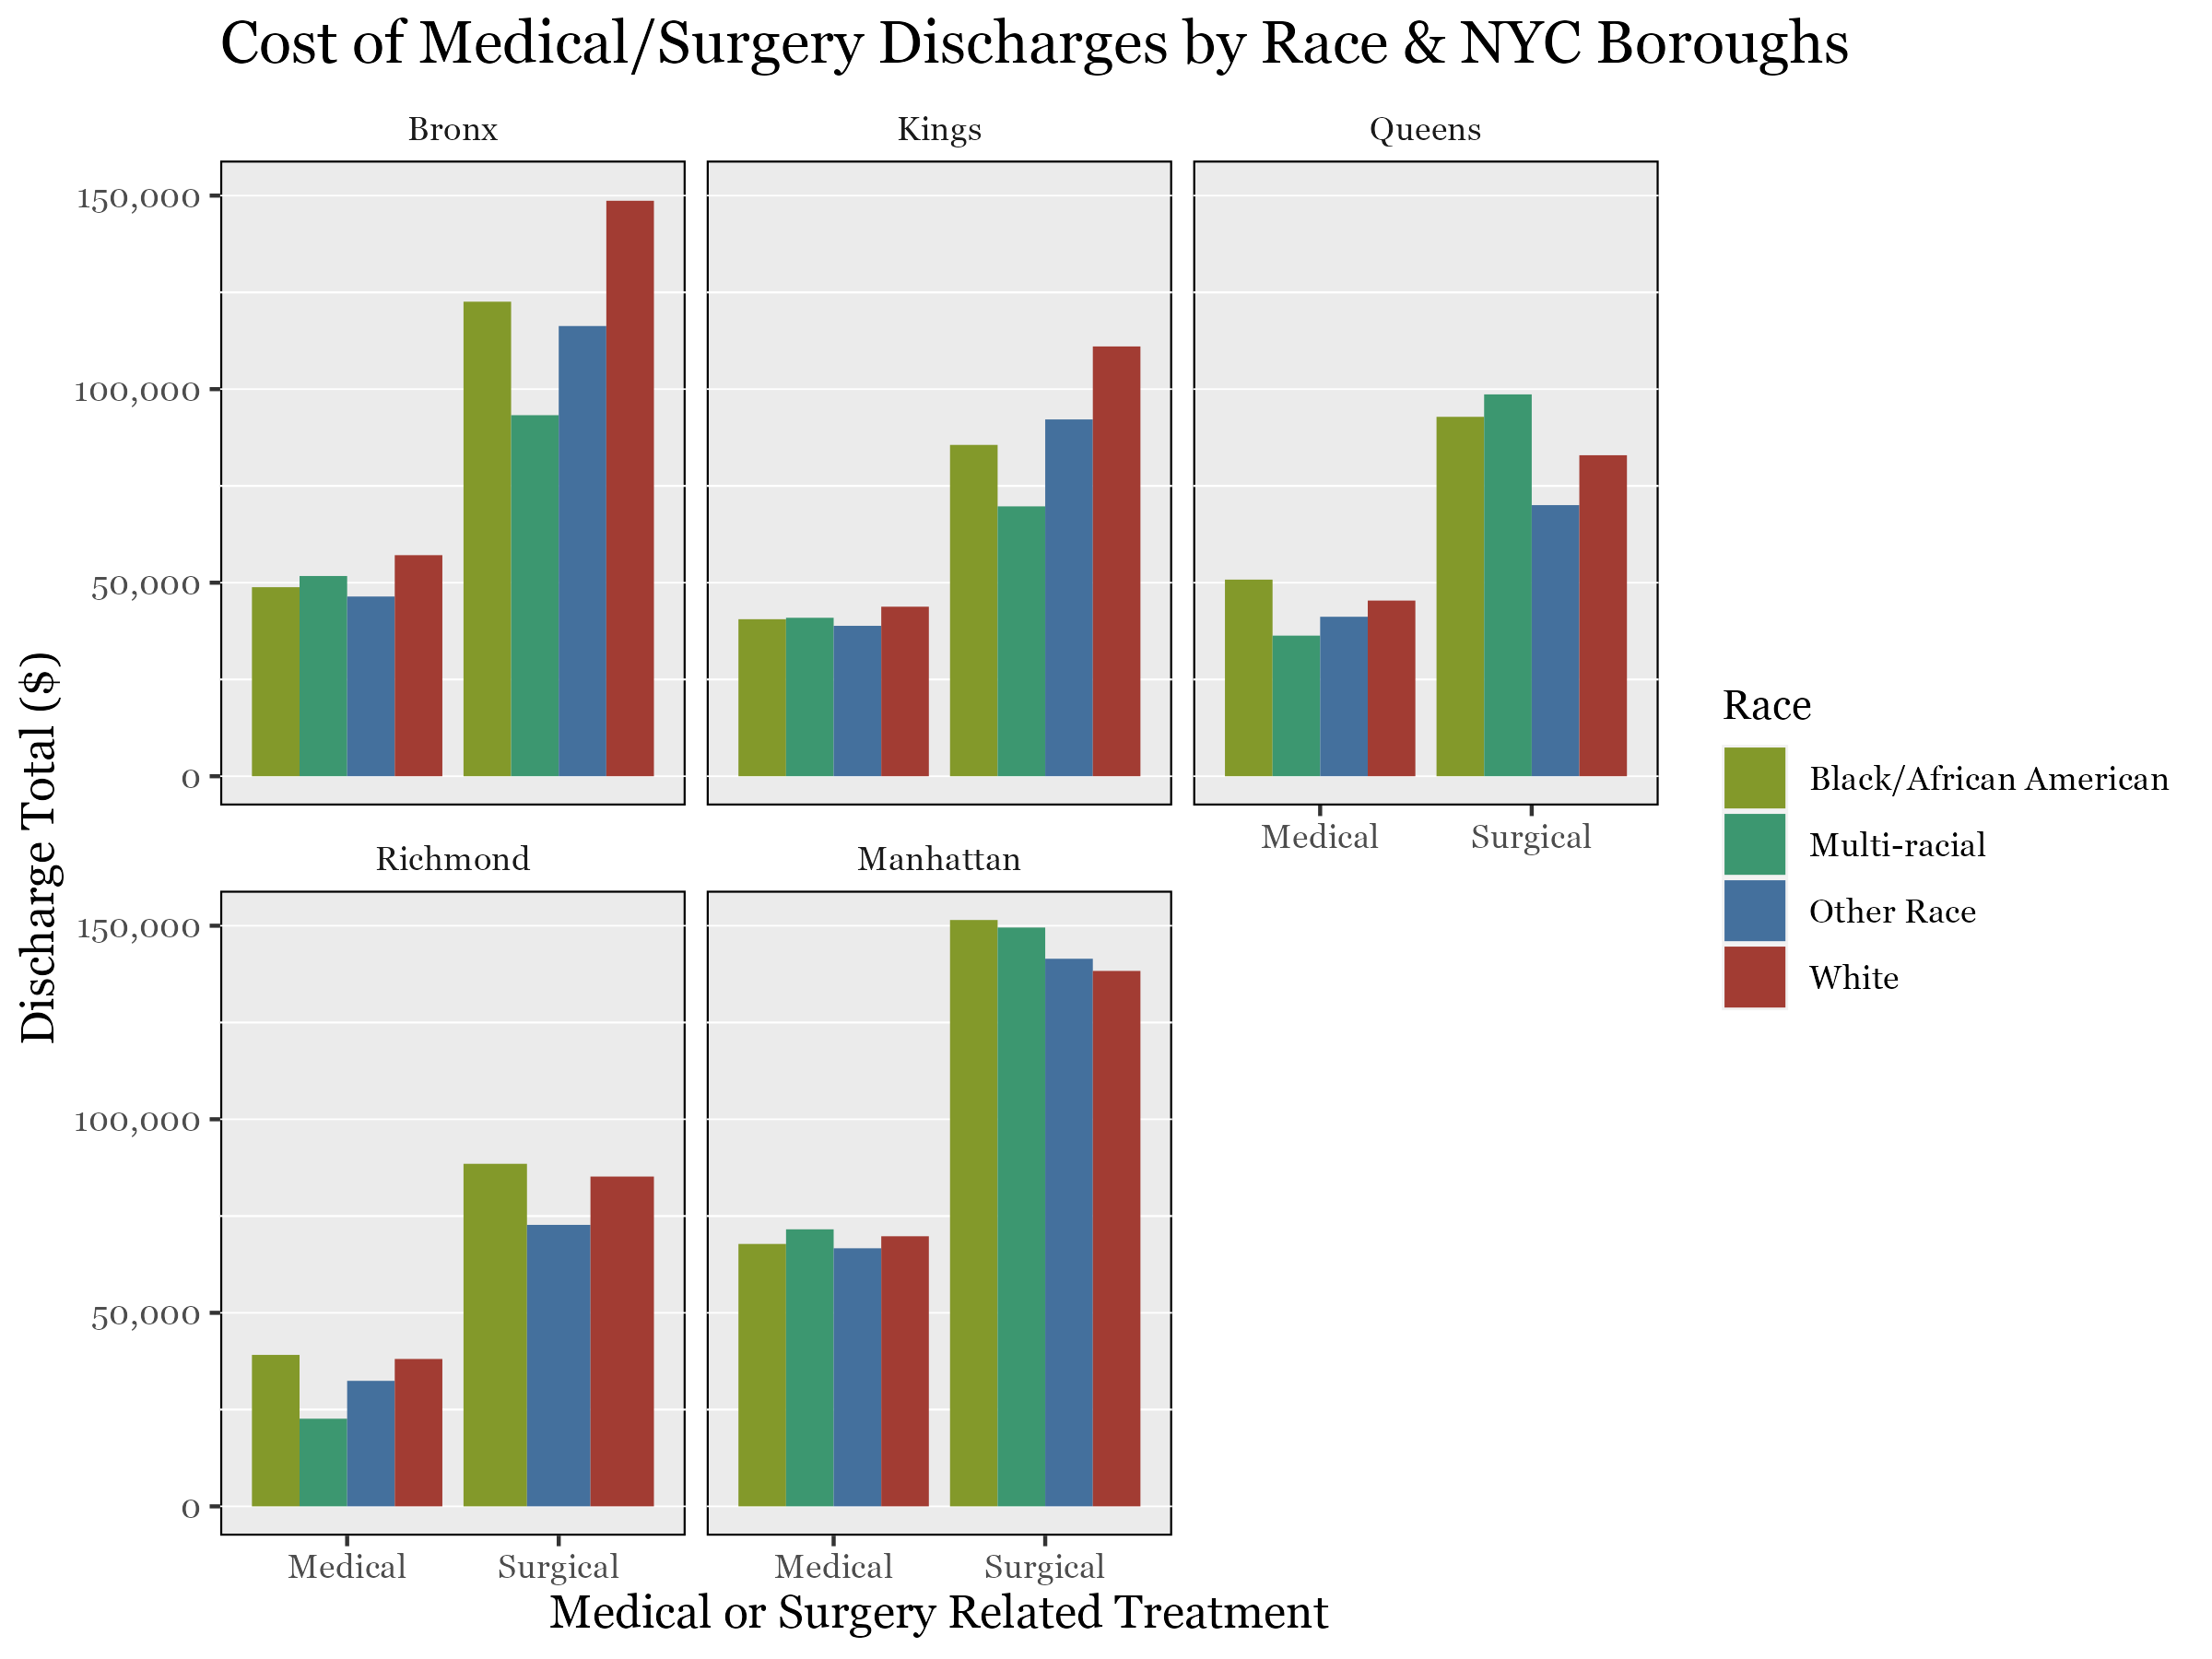 Cost of Medical/Surgery Discharges by Race & NYC Boroughs
Bronx
Kings
Queens
150,000
100,000
50,000
0
Medical
Surgical
Richmond
Manhattan
150,000
100,000
50,000
0
Medical
Surgical
Medical
Surgical
Medical or Surgery Related Treatment
Discharge Total ($)
Race
Black/African American
Multi-racial
Other Race
White